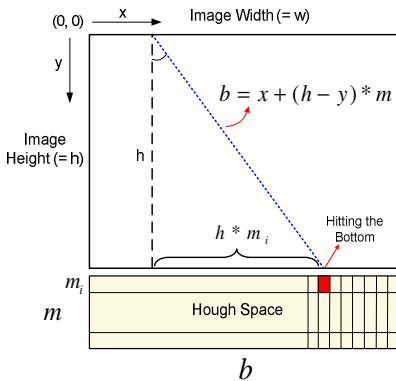 Image Width (= w)
(0, 0)
x
y
b = x + (h − y) * m
Image
Height (= h)
h
Hitting the
Bottom
h * m_i
m_i
m
Hough Space
b